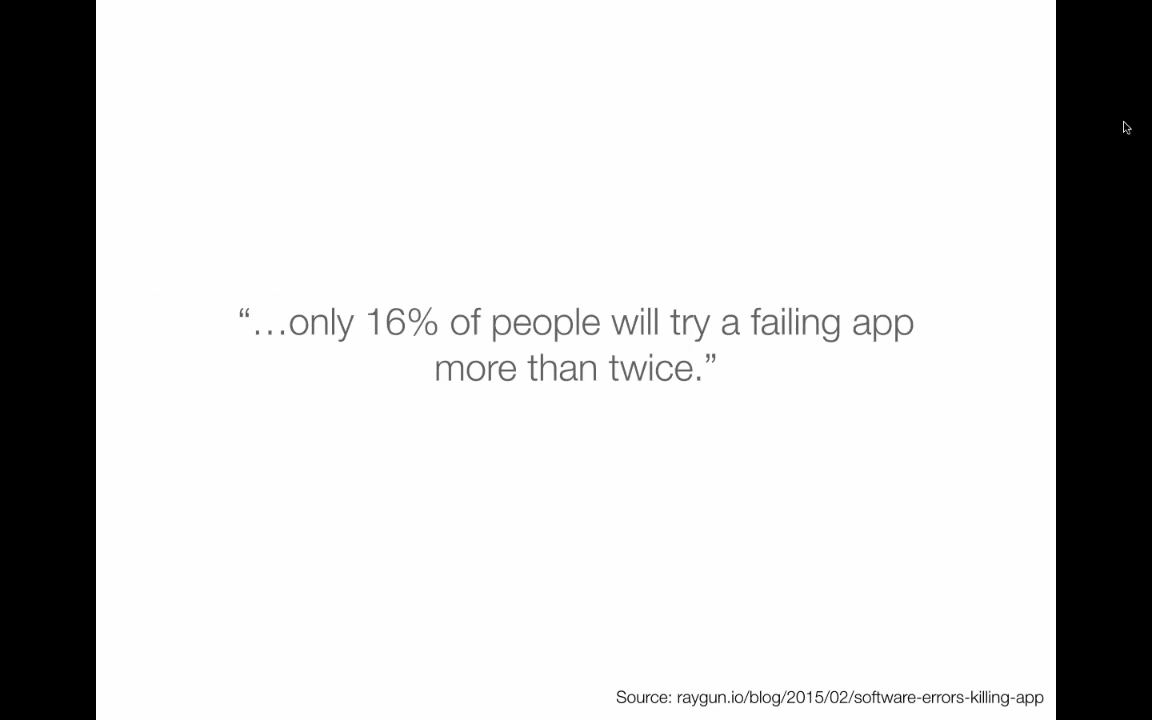 “…only 16% of people will try a failing app
more than twice.”
Source: raygun.io/blog/2015/02/software-errors-killing-app